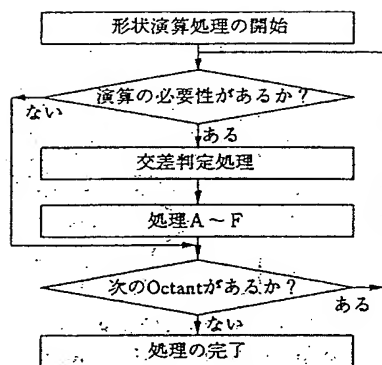 形状演算処理の開始
演算の必要性があるか?
ない
ある
交差判定処理
処理A～F
次のOctantがあるか?
ある
ない
処理の完了